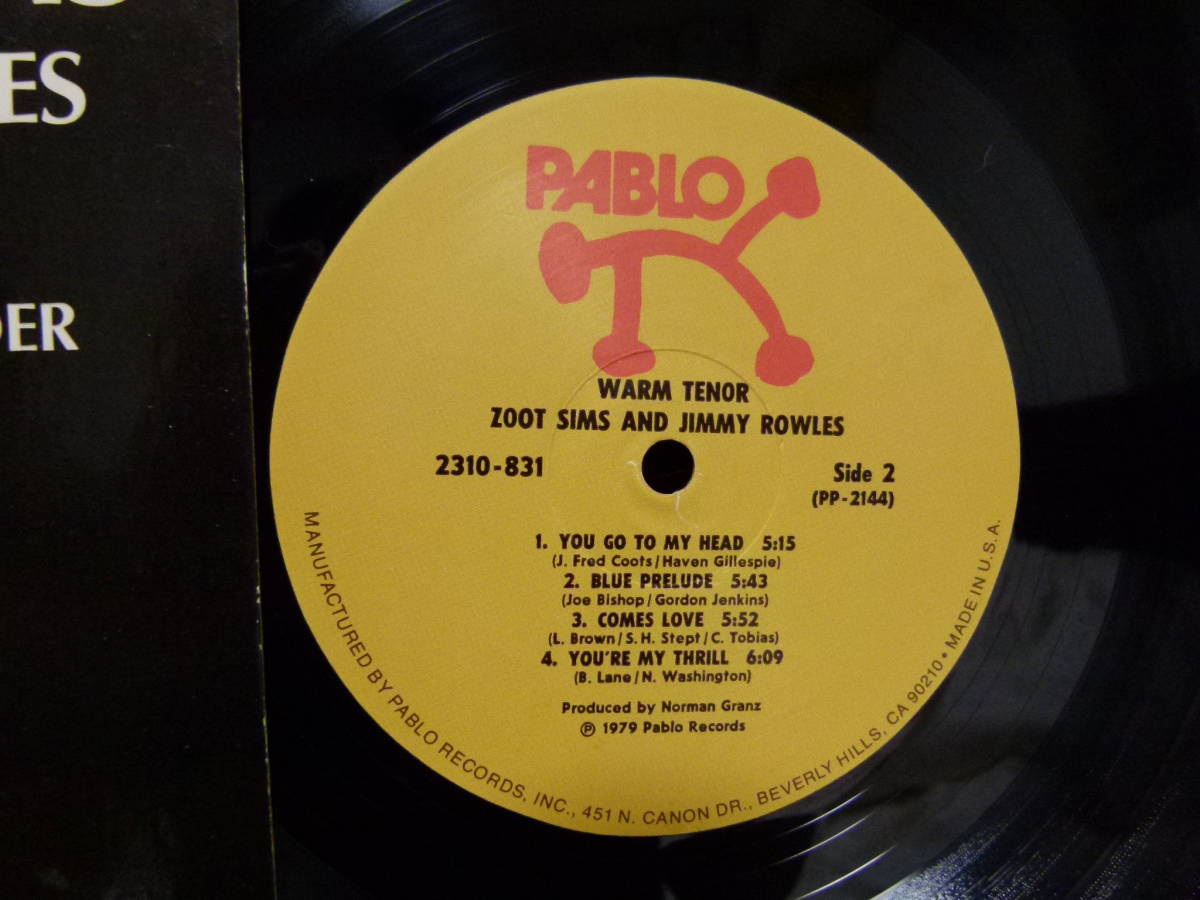 ES
DER
PABLO
WARM TENOR
ZOOT SIMS AND JIMMY ROWLES
2310-831
Side 2
(PP-2144)
1. YOU GO TO MY HEAD 5:15
(J. Fred Coots/Haven Gillespie)
2. BLUE PRELUDE 5:43
(Joe Bishop/Gordon Jenkins)
3. COMES LOVE 5:52
(L. Brown/S. H. Stept/C. Tobias)
4. YOU'RE MY THRILL 6:09
(B. Lane/N. Washington)
Produced by Norman Granz
℗ 1979 Pablo Records
MANUFACTURED BY PABLO RECORDS, INC., 451 N. CANON DR., BEVERLY HILLS, CA 90210 • MADE IN U.S.A.